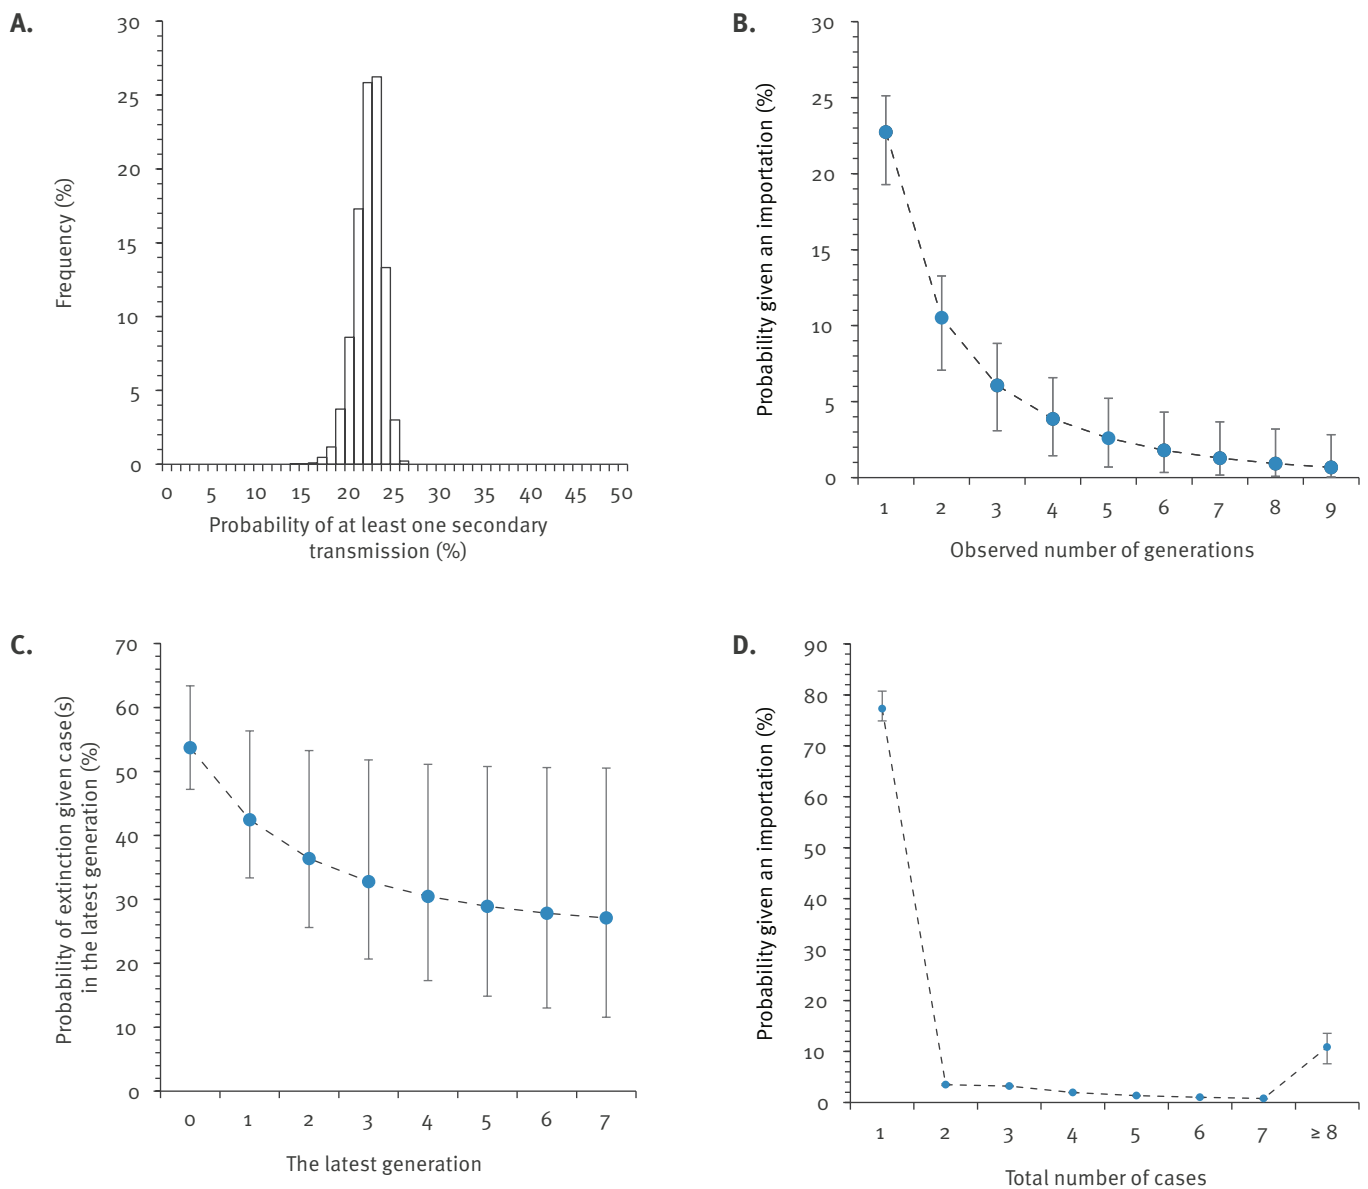 A.
30
25
20
15
10
5
0
Frequency (%)
0 5 10 15 20 25 30 35 40 45 50
Probability of at least one secondary
transmission (%)
B.
30
25
20
15
10
5
0
Probability given an importation (%)
1 2 3 4 5 6 7 8 9
Observed number of generations
C.
70
60
50
40
30
20
10
0
Probability of extinction given case(s)
in the latest generation (%)
0 1 2 3 4 5 6 7
The latest generation
D.
90
80
70
60
50
40
30
20
10
0
Probability given an importation (%)
1 2 3 4 5 6 7 ≥ 8
Total number of cases